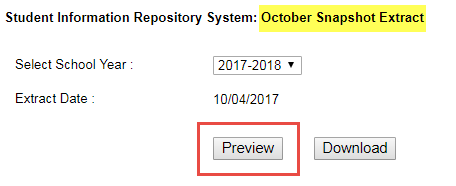 Student Information Repository System: October Snapshot Extract
Select School Year : 2017-2018
Extract Date : 10/04/2017
Preview Download